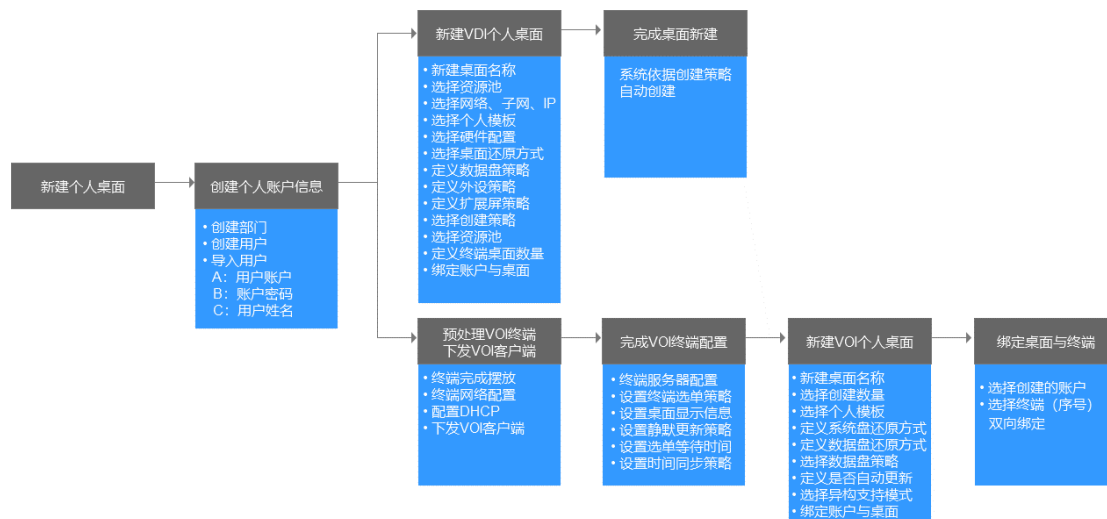 新建个人桌面
创建个人账户信息
• 创建部门
• 创建用户
• 导入用户
A：用户账户
B：账户密码
C：用户姓名
新建VDI个人桌面
• 新建桌面名称
• 选择资源池
• 选择网络、子网、IP
• 选择个人模板
• 选择硬件配置
• 选择桌面还原方式
• 定义数据盘策略
• 定义外设策略
• 定义扩展屏策略
• 选择创建策略
• 选择资源池
• 定义终端桌面数量
• 绑定账户与桌面
完成桌面新建
系统依据创建策略
自动创建
预处理VOI终端
下发VOI客户端
• 终端完成摆放
• 终端网络配置
• 配置DHCP
• 下发VOI客户端
完成VOI终端配置
• 终端服务器配置
• 设置终端选单策略
• 设置桌面显示信息
• 设置静默更新策略
• 设置选单等待时间
• 设置时间同步策略
新建VOI个人桌面
• 新建桌面名称
• 选择创建数量
• 选择个人模板
• 定义系统盘还原方式
• 定义数据盘还原方式
• 选择数据盘策略
• 定义是否自动更新
• 选择异构支持模式
• 绑定账户与桌面
绑定桌面与终端
• 选择创建的账户
• 选择终端（序号）
双向绑定